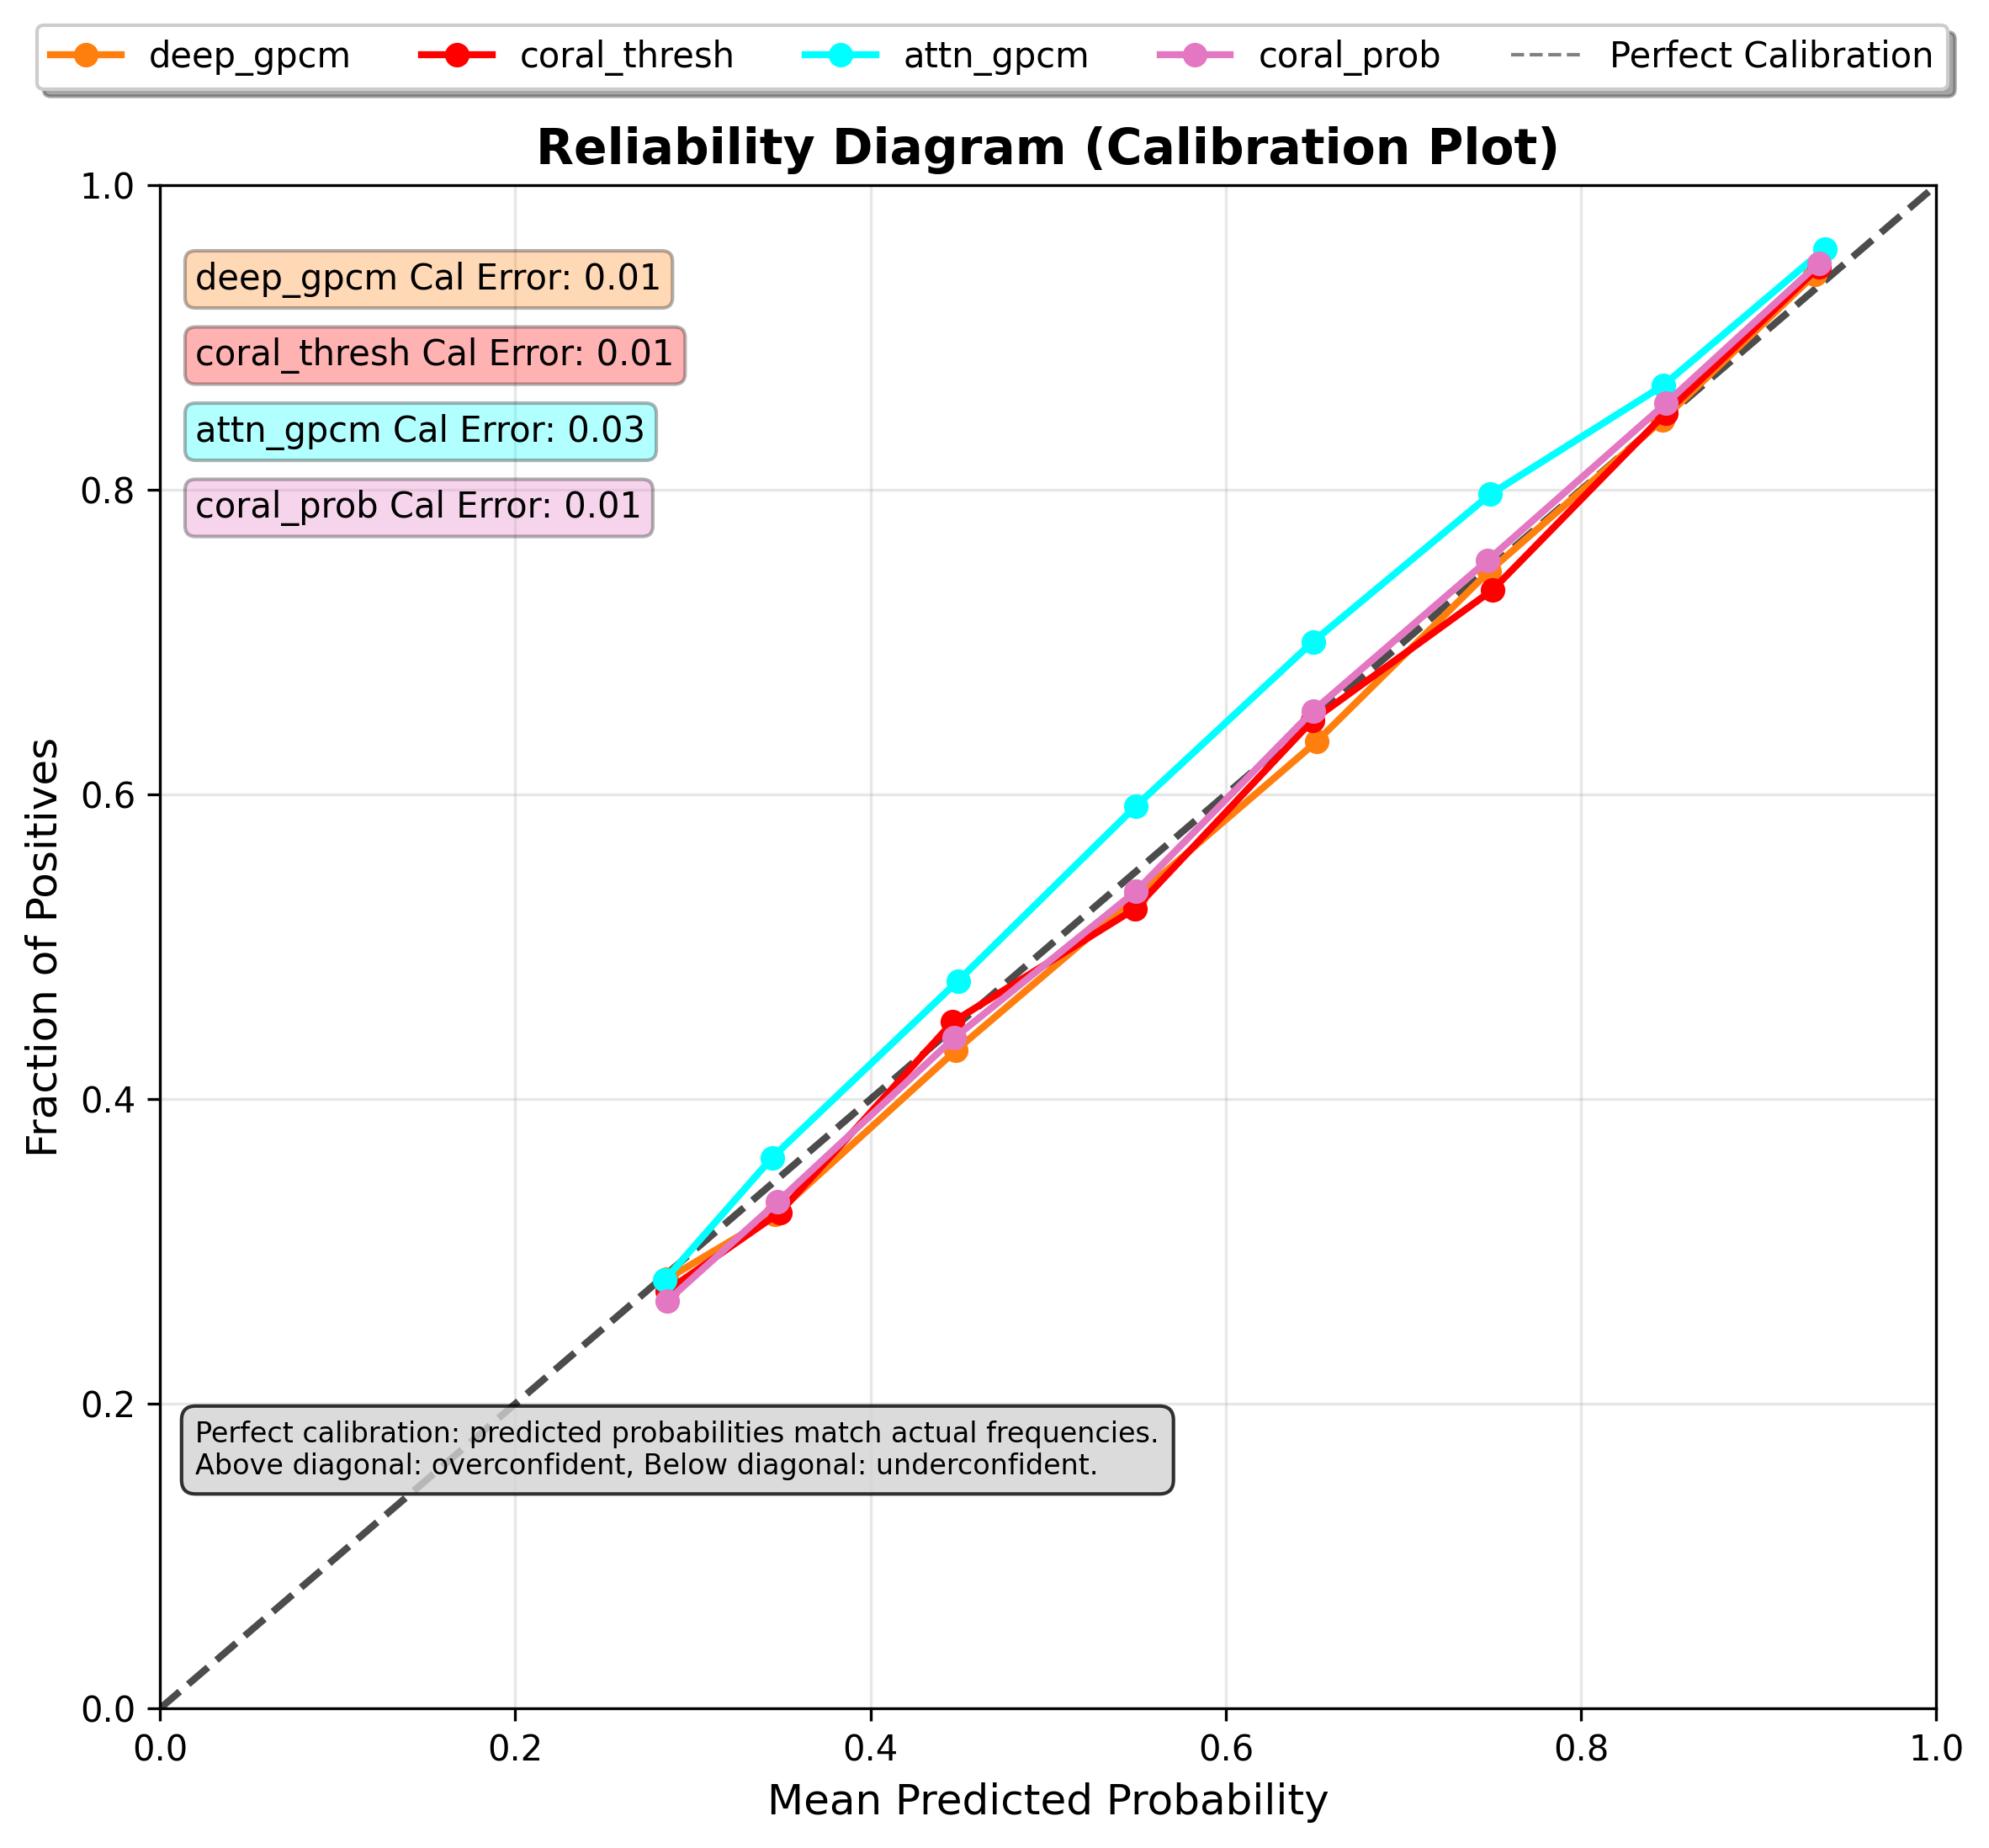 deep_gpcm coral_thresh attn_gpcm coral_prob Perfect Calibration
Reliability Diagram (Calibration Plot)
1.0
0.8
0.6
0.4
0.2
0.0
Fraction of Positives
deep_gpcm Cal Error: 0.01
coral_thresh Cal Error: 0.01
attn_gpcm Cal Error: 0.03
coral_prob Cal Error: 0.01
Perfect calibration: predicted probabilities match actual frequencies.
Above diagonal: overconfident, Below diagonal: underconfident.
0.0 0.2 0.4 0.6 0.8 1.0
Mean Predicted Probability